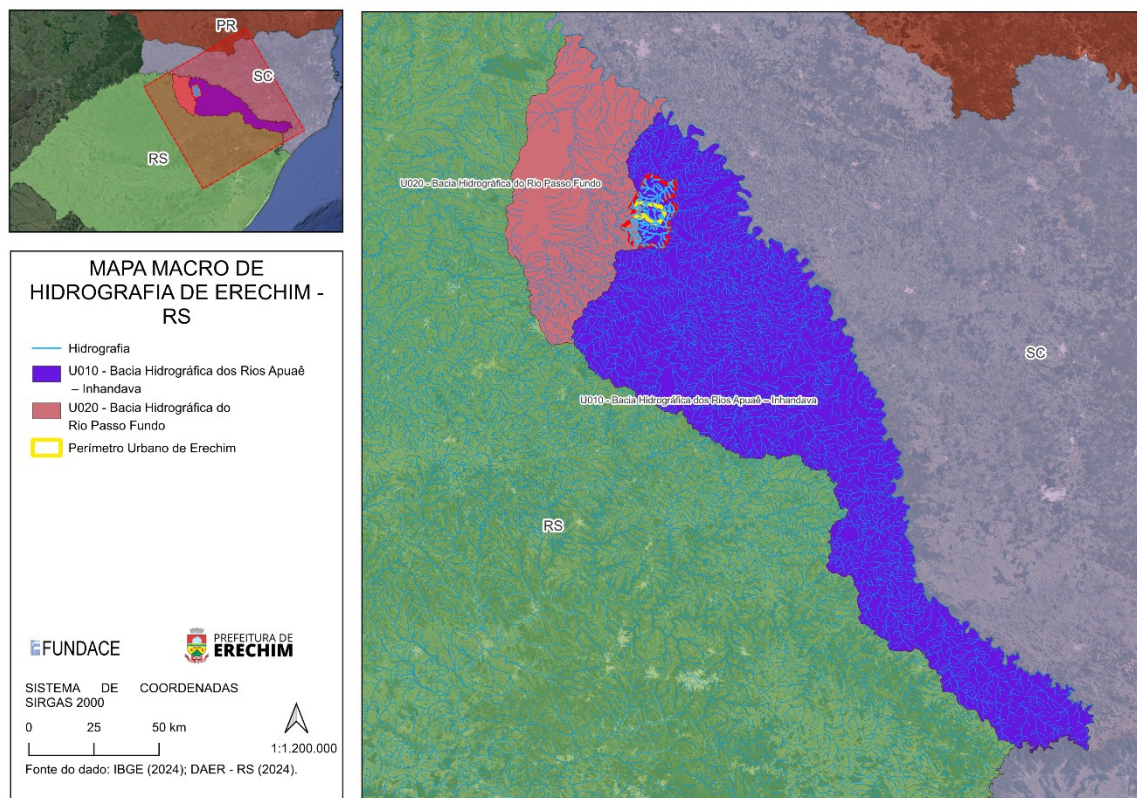 PR
SC
RS
MAPA MACRO DE
HIDROGRAFIA DE ERECHIM -
RS
Hidrografia
U010 - Bacia Hidrográfica dos Rios Apuaê
– Inhandava
U020 - Bacia Hidrográfica do
Rio Passo Fundo
Perímetro Urbano de Erechim
FUNDACE
PREFEITURA DE
ERECHIM
SISTEMA DE COORDENADAS
SIRGAS 2000
0 25 50 km
1:1.200.000
Fonte do dado: IBGE (2024); DAER - RS (2024).
U020 - Bacia Hidrográfica do Rio Passo Fundo
SC
U010 - Bacia Hidrográfica dos Rios Apuaê – Inhandava
RS